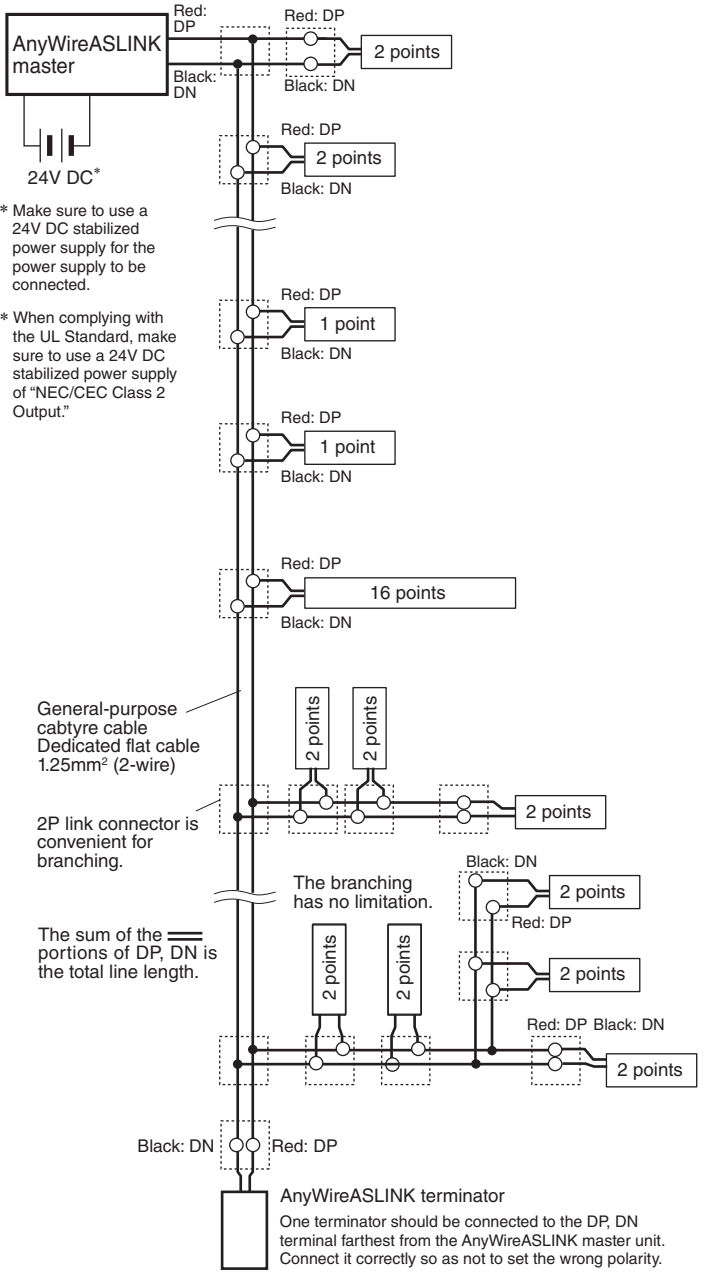 Red:
DP
AnyWireASLINK
master
Black:
DN
24V DC*
Red: DP
2 points
Black: DN
Red: DP
2 points
Black: DN
* Make sure to use a
24V DC stabilized
power supply for the
power supply to be
connected.
* When complying with
the UL Standard, make
sure to use a 24V DC
stabilized power supply
of “NEC/CEC Class 2
Output.”
Red: DP
1 point
Black: DN
Red: DP
1 point
Black: DN
Red: DP
16 points
Black: DN
General-purpose
cabtyre cable
Dedicated flat cable
1.25mm² (2-wire)
2 points
2 points
2 points
2P link connector is
convenient for
branching.
The branching
has no limitation.
Black: DN
2 points
Red: DP
The sum of the
portions of DP, DN is
the total line length.
2 points
2 points
2 points
Red: DP Black: DN
2 points
Black: DN
Red: DP
AnyWireASLINK terminator
One terminator should be connected to the DP, DN
terminal farthest from the AnyWireASLINK master unit.
Connect it correctly so as not to set the wrong polarity.